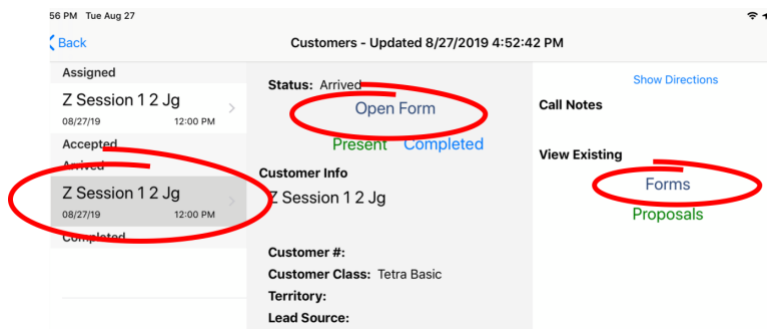 56 PM Tue Aug 27
Back
Customers - Updated 8/27/2019 4:52:42 PM
Assigned
Z Session 1 2 Jg
08/27/19 12:00 PM
Accepted
Arrived
Z Session 1 2 Jg
08/27/19 12:00 PM
Completed
Status: Arrived
Open Form
Present Completed
Customer Info
Z Session 1 2 Jg
Customer #:
Customer Class: Tetra Basic
Territory:
Lead Source:
Show Directions
Call Notes
View Existing
Forms
Proposals